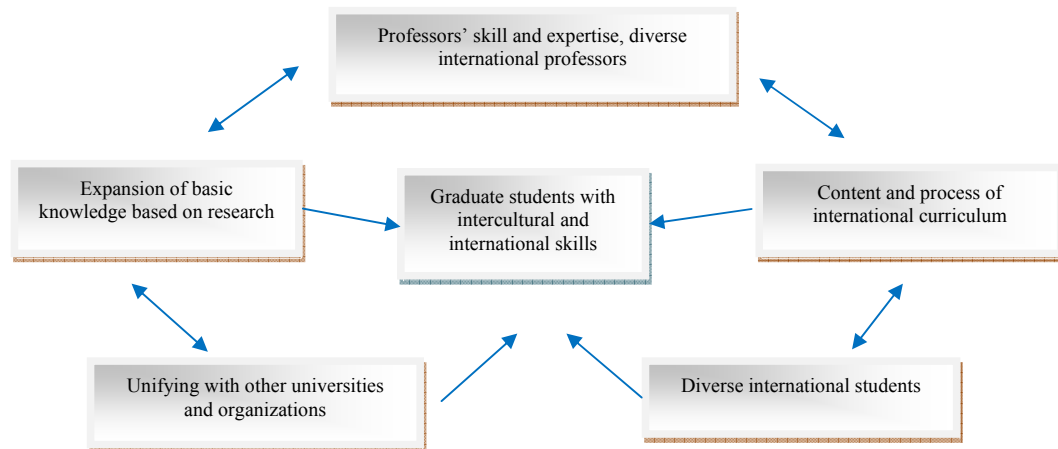 Professors’ skill and expertise, diverse
international professors
Expansion of basic
knowledge based on research
Graduate students with
intercultural and
international skills
Content and process of
international curriculum
Unifying with other universities
and organizations
Diverse international students